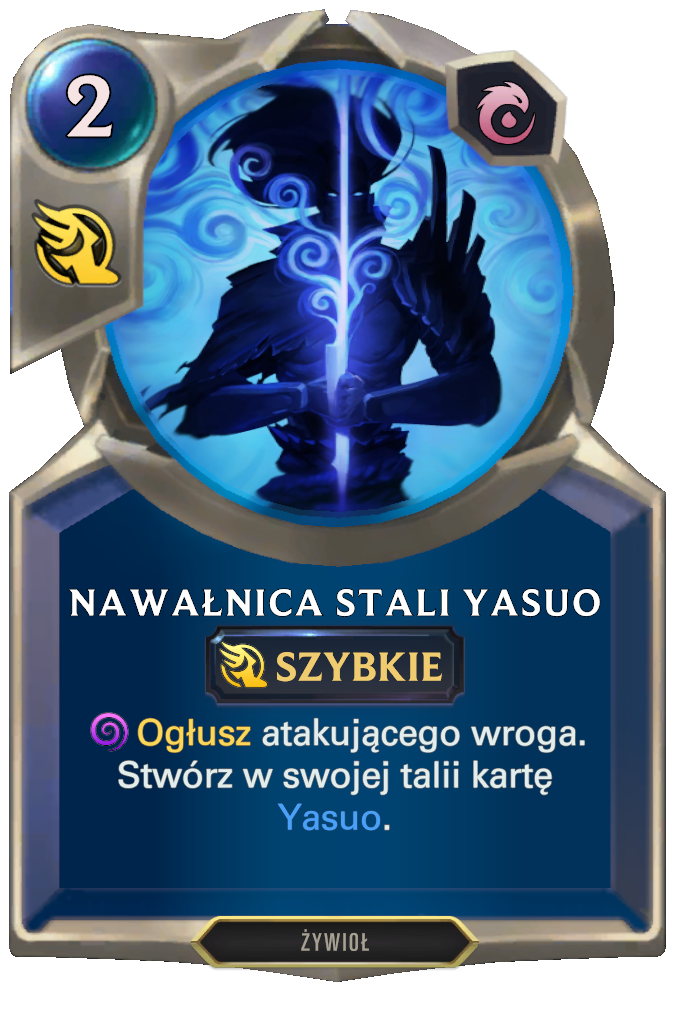 2
NAWAŁNICA STALI YASUO
SZYBKIE
Ogłusz atakującego wroga.
Stwórz w swojej talii kartę
Yasuo.
ŻYWIOŁ